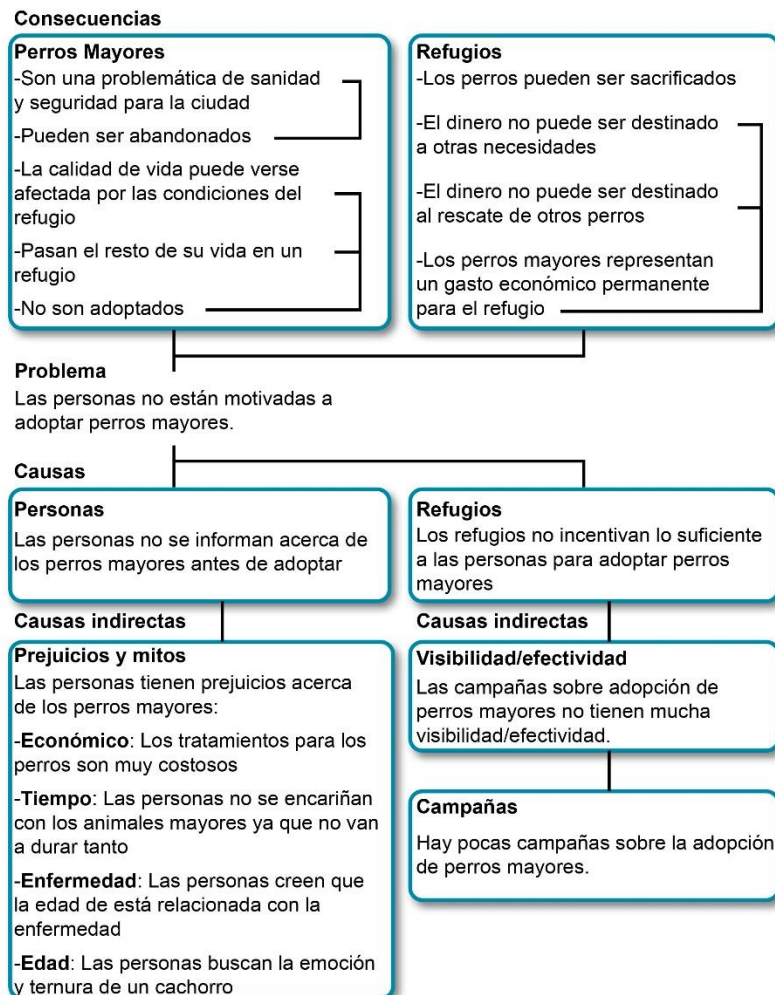 Consecuencias
Perros Mayores
-Son una problemática de sanidad
y seguridad para la ciudad
-Pueden ser abandonados
-La calidad de vida puede verse
afectada por las condiciones del
refugio
-Pasan el resto de su vida en un
refugio
-No son adoptados
Refugios
-Los perros pueden ser sacrificados
-El dinero no puede ser destinado
a otras necesidades
-El dinero no puede ser destinado
al rescate de otros perros
-Los perros mayores representan
un gasto económico permanente
para el refugio
Problema
Las personas no están motivadas a
adoptar perros mayores.
Causas
Personas
Las personas no se informan acerca de
los perros mayores antes de adoptar
Refugios
Los refugios no incentivan lo suficiente
a las personas para adoptar perros
mayores
Causas indirectas
Prejuicios y mitos
Las personas tienen prejuicios acerca
de los perros mayores:
-Económico: Los tratamientos para los
perros son muy costosos
-Tiempo: Las personas no se encariñan
con los animales mayores ya que no van
a durar tanto
-Enfermedad: Las personas creen que
la edad de está relacionada con la
enfermedad
-Edad: Las personas buscan la emoción
y ternura de un cachorro
Causas indirectas
Visibilidad/efectividad
Las campañas sobre adopción de
perros mayores no tienen mucha
visibilidad/efectividad.
Campañas
Hay pocas campañas sobre la adopción
de perros mayores.